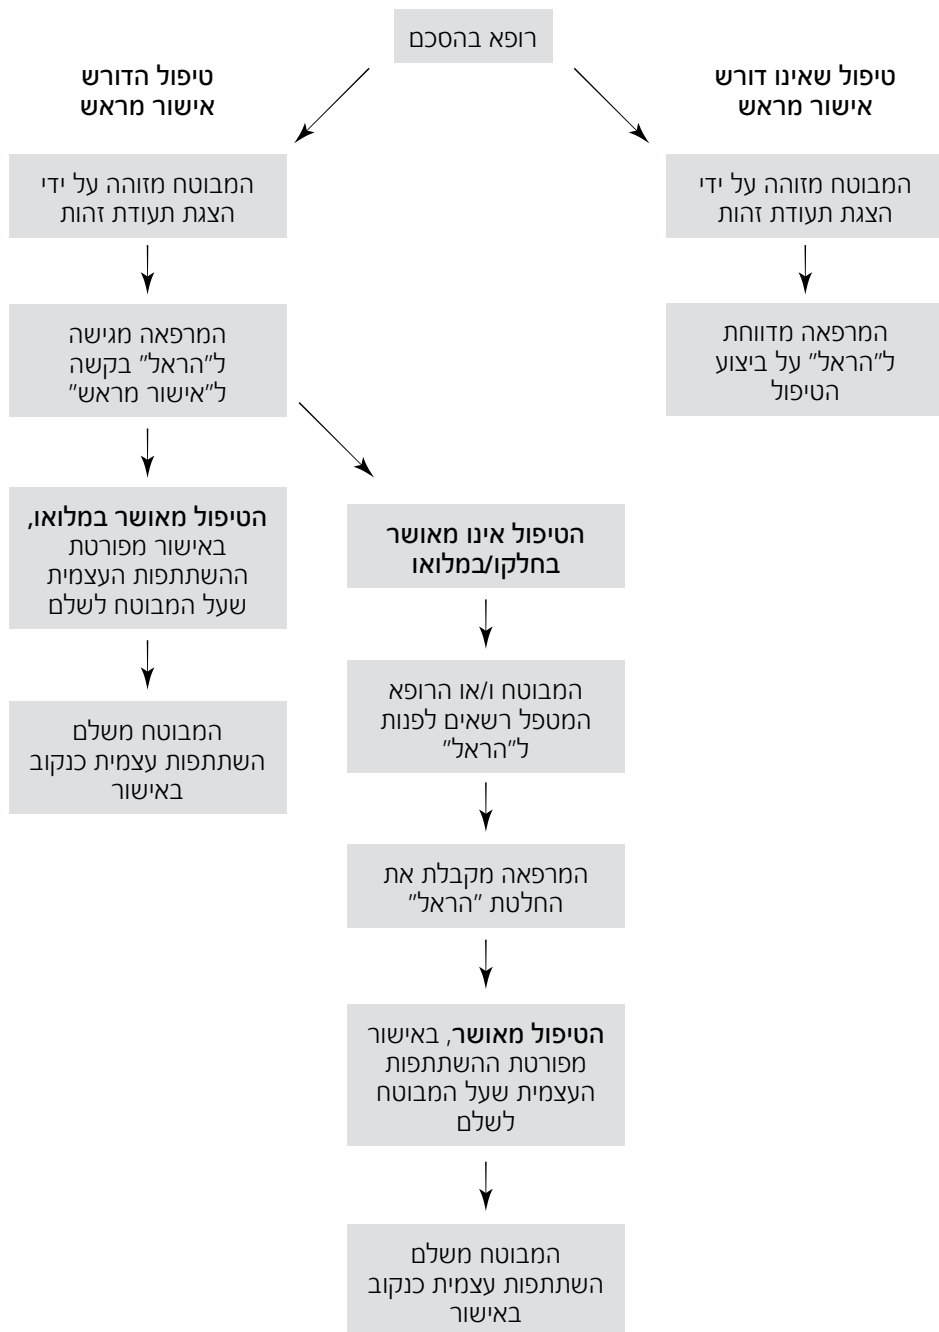 רופא בהסכם
טיפול שאינו דורש
אישור מראש
המבוטח מזוהה על ידי
הצגת תעודת זהות
המרפאה מדווחת
ל"הראל" על ביצוע
הטיפול
טיפול הדורש
אישור מראש
המבוטח מזוהה על ידי
הצגת תעודת זהות
המרפאה מגישה
ל"הראל" בקשה
ל"אישור מראש"
הטיפול מאושר במלואו,
באישור מפורטת
ההשתתפות העצמית
שעל המבוטח לשלם
המבוטח משלם
השתתפות עצמית כנקוב
באישור
הטיפול אינו מאושר
בחלקו/במלואו
המבוטח ו/או הרופא
המטפל רשאים לפנות
ל"הראל"
המרפאה מקבלת את
החלטת "הראל"
הטיפול מאושר, באישור
מפורטת ההשתתפות
העצמית שעל המבוטח
לשלם
המבוטח משלם
השתתפות עצמית כנקוב
באישור